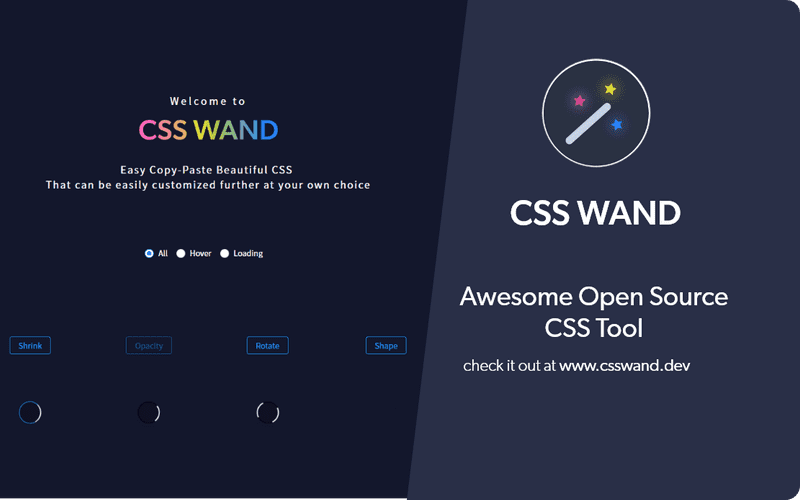 Welcome to
CSS WAND
Easy Copy-Paste Beautiful CSS
That can be easily customized further at your own choice
All Hover Loading
Shrink Opacity Rotate Shape
CSS WAND
Awesome Open Source
CSS Tool
check it out at www.csswand.dev